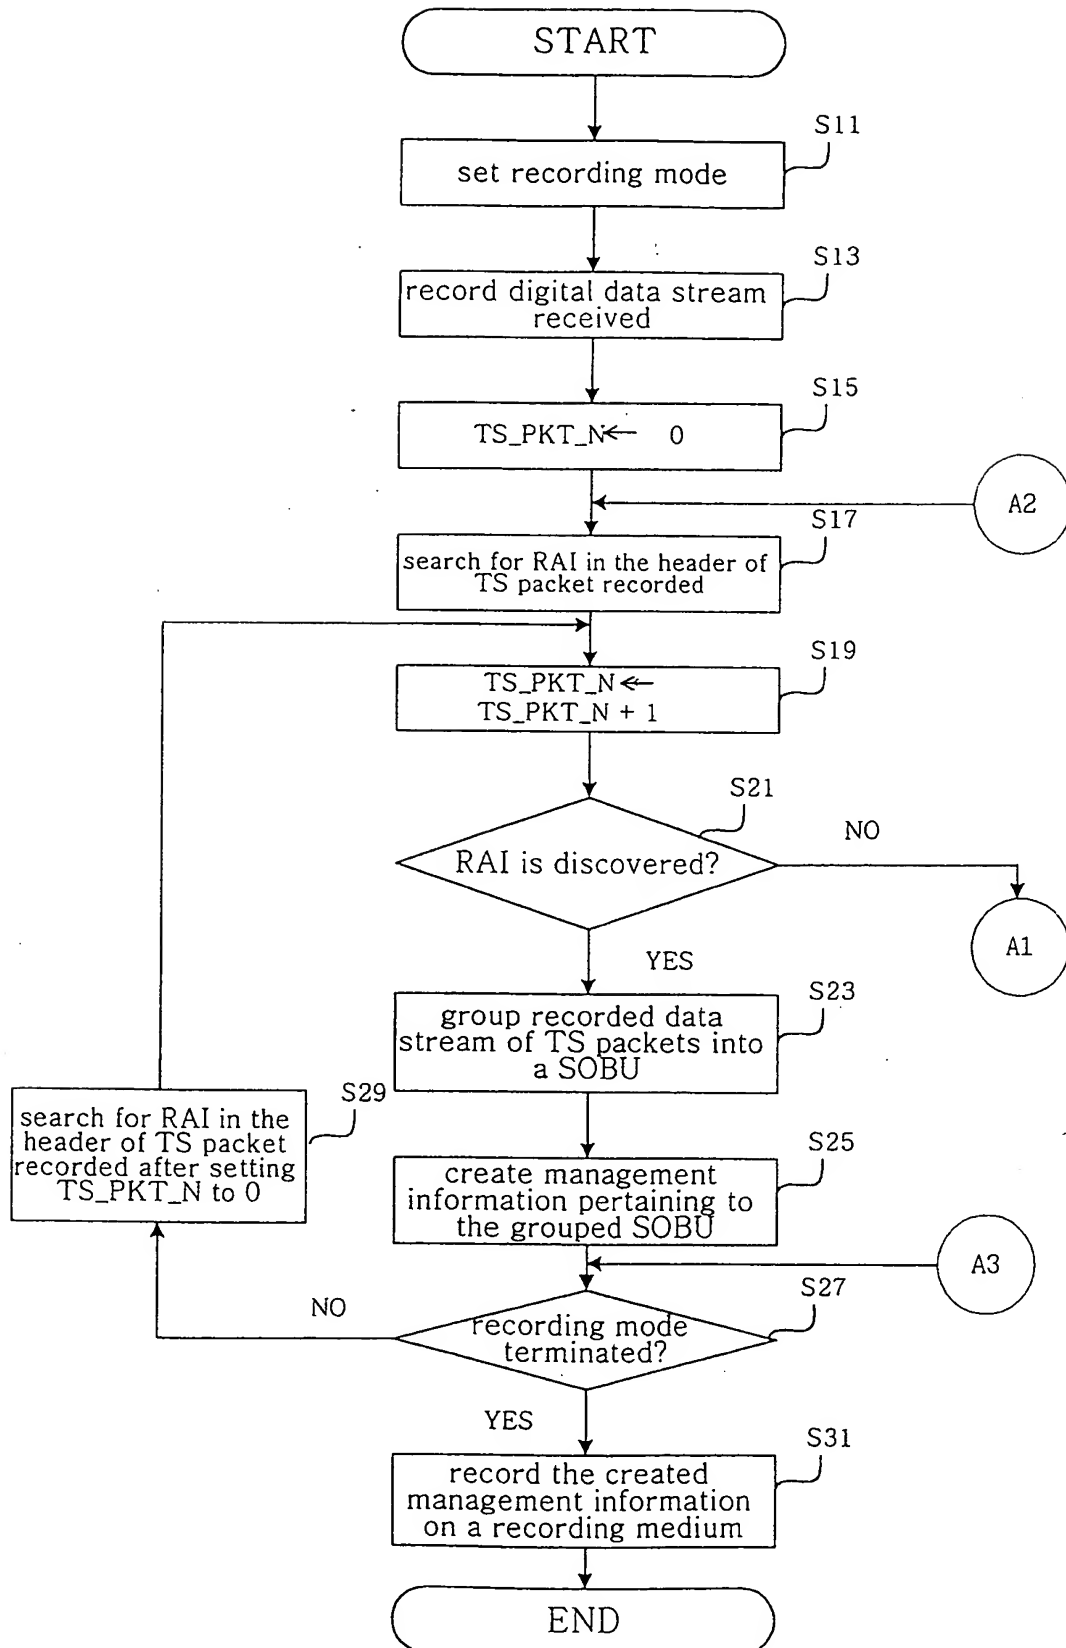 START
S11
set recording mode
S13
record digital data stream
received
S15
TS_PKT_N← 0
A2
S17
search for RAI in the header of
TS packet recorded
S19
TS_PKT_N←
TS_PKT_N + 1
S21
RAI is discovered?
NO
A1
YES
S23
group recorded data
stream of TS packets into
a SOBU
S29
search for RAI in the
header of TS packet
recorded after setting
TS_PKT_N to 0
S25
create management
information pertaining to
the grouped SOBU
A3
S27
NO
recording mode
terminated?
YES
S31
record the created
management information
on a recording medium
END